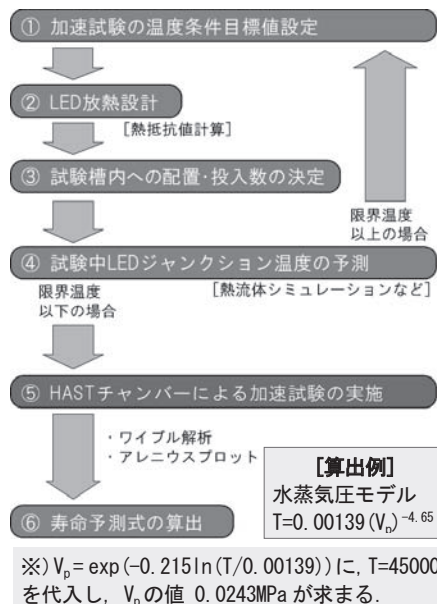 ① 加速試験の温度条件目標値設定
② LED放熱設計
[熱抵抗値計算]
③ 試験槽内への配置･投入数の決定
限界温度
以上の場合
④ 試験中LEDジャンクション温度の予測
限界温度
以下の場合
[熱流体シミュレーションなど]
⑤ HASTチャンバーによる加速試験の実施
・ワイブル解析
・アレニウスプロット
⑥ 寿命予測式の算出
[算出例]
水蒸気圧モデル
T=0.00139(Vp)−4.65
※)Vp=exp(-0.215ln(T/0.00139))に, T=45000
を代入し, Vpの値 0.0243MPa が求まる.